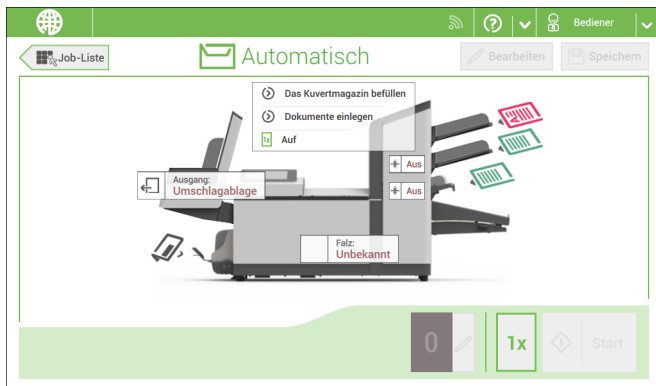 Bediener
Job-Liste
Automatisch
Bearbeiten
Speichern
Das Kuvertmagazin befüllen
Dokumente einlegen
1x Auf
Aus
Ausgang:
Umschlagablage
Aus
Falz:
Unbekannt
0
1x
Start